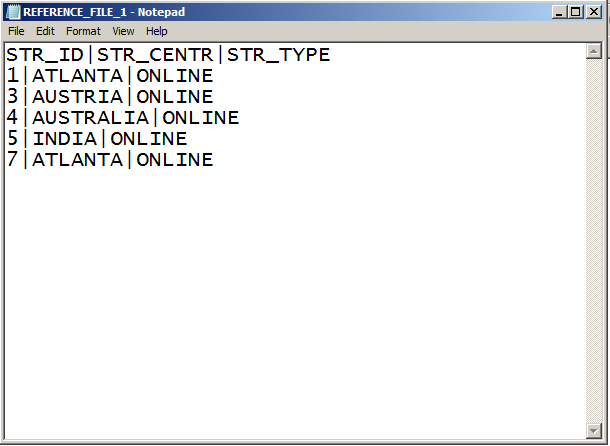 REFERENCE_FILE_1 - Notepad
File Edit Format View Help
STR_ID|STR_CENTR|STR_TYPE
1|ATLANTA|ONLINE
3|AUSTRIA|ONLINE
4|AUSTRALIA|ONLINE
5|INDIA|ONLINE
7|ATLANTA|ONLINE